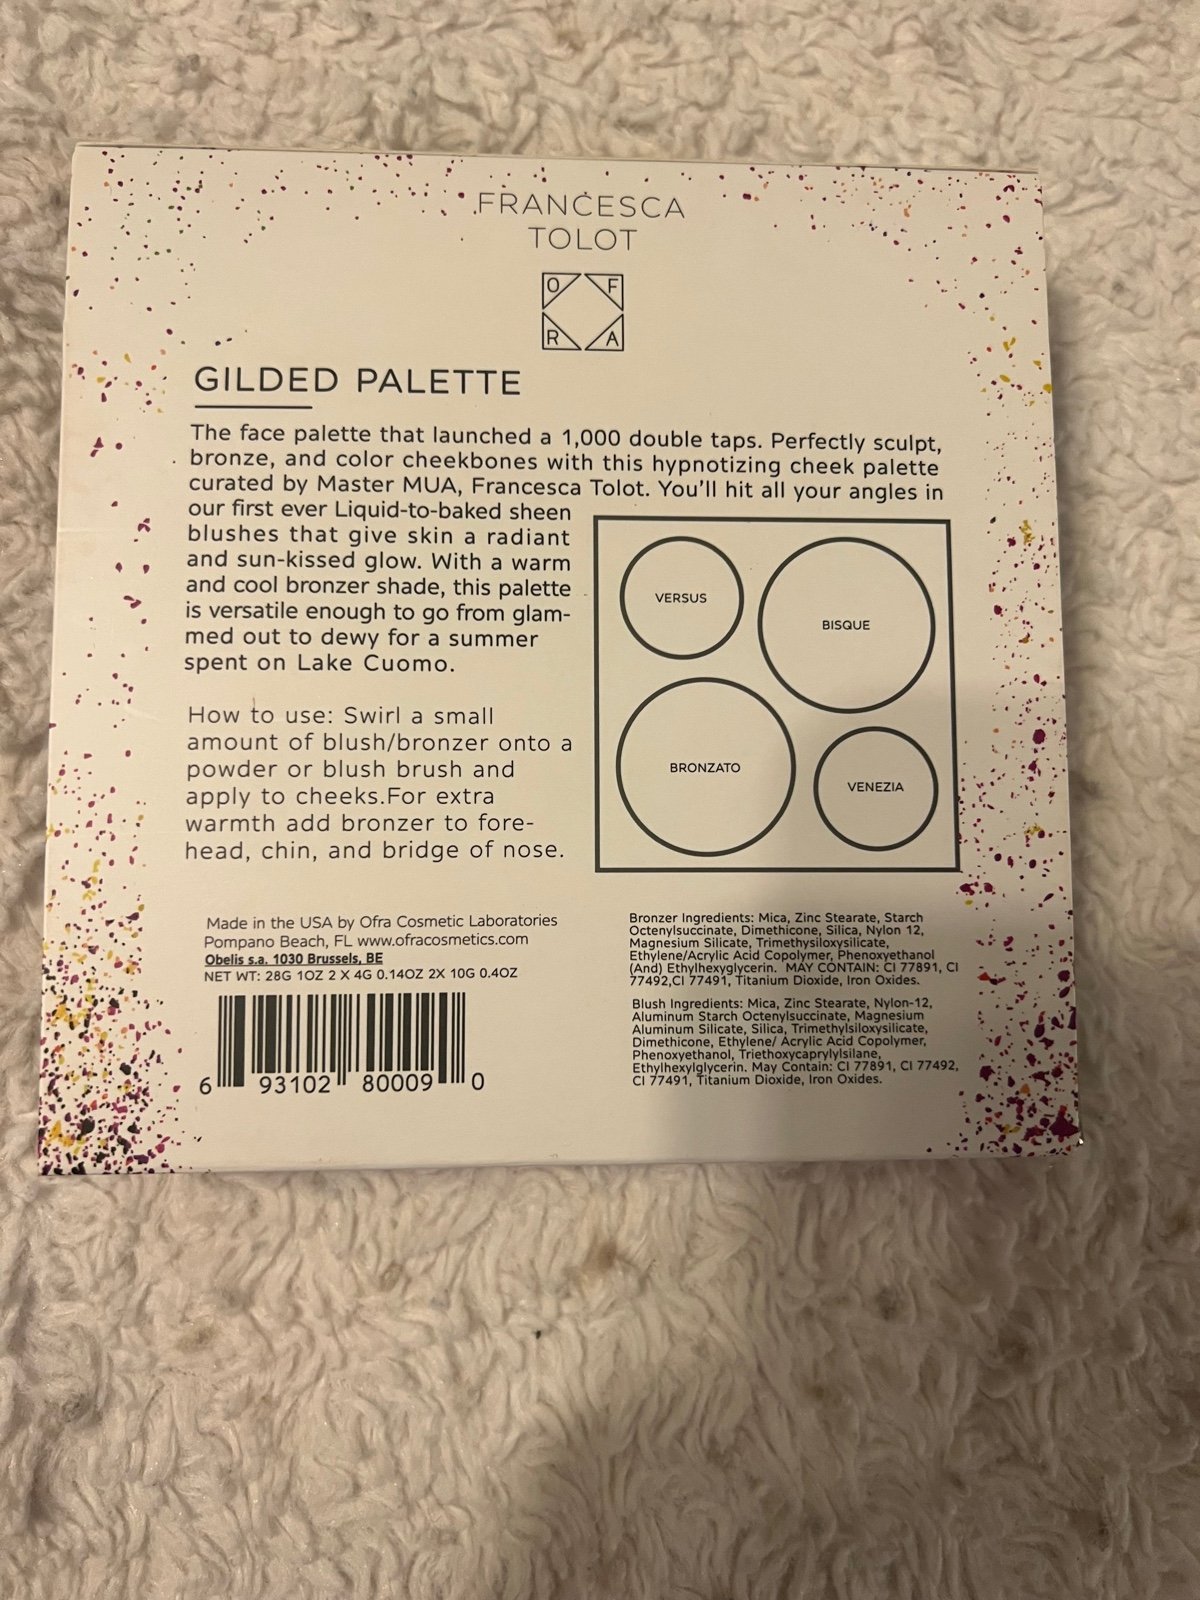 FRANCESCA
TOLOT
O F
R A
GILDED PALETTE
The face palette that launched a 1,000 double taps. Perfectly sculpt,
bronze, and color cheekbones with this hypnotizing cheek palette
curated by Master MUA, Francesca Tolot. You'll hit all your angles in
our first ever Liquid-to-baked sheen
blushes that give skin a radiant
and sun-kissed glow. With a warm
and cool bronzer shade, this palette
is versatile enough to go from glam-
med out to dewy for a summer
spent on Lake Cuomo.
How to use: Swirl a small
amount of blush/bronzer onto a
powder or blush brush and
apply to cheeks.For extra
warmth add bronzer to fore-
head, chin, and bridge of nose.
VERSUS
BISQUE
BRONZATO
VENEZIA
Made in the USA by Ofra Cosmetic Laboratories
Pompano Beach, FL www.ofracosmetics.com
Obelis s.a. 1030 Brussels, BE
NET WT: 28G 1OZ 2 X 4G 0.14OZ 2X 10G 0.4OZ
6 93102 80009 0
Bronzer Ingredients: Mica, Zinc Stearate, Starch
Octenylsuccinate, Dimethicone, Silica, Nylon 12,
Magnesium Silicate, Trimethysiloxysilicate,
Ethylene/Acrylic Acid Copolymer, Phenoxyethanol
(And) Ethylhexyglycerin. MAY CONTAIN: CI 77891, CI
77492,CI 77491, Titanium Dioxide, Iron Oxides.
Blush Ingredients: Mica, Zinc Stearate, Nylon-12,
Aluminum Starch Octenylsuccinate, Magnesium
Aluminum Silicate, Silica, Trimethylsiloxysilicate,
Dimethicone, Ethylene/ Acrylic Acid Copolymer,
Phenoxyethanol, Triethoxycaprylylsilane,
Ethylhexylglycerin. May Contain: CI 77891, CI 77492,
CI 77491, Titanium Dioxide, Iron Oxides.